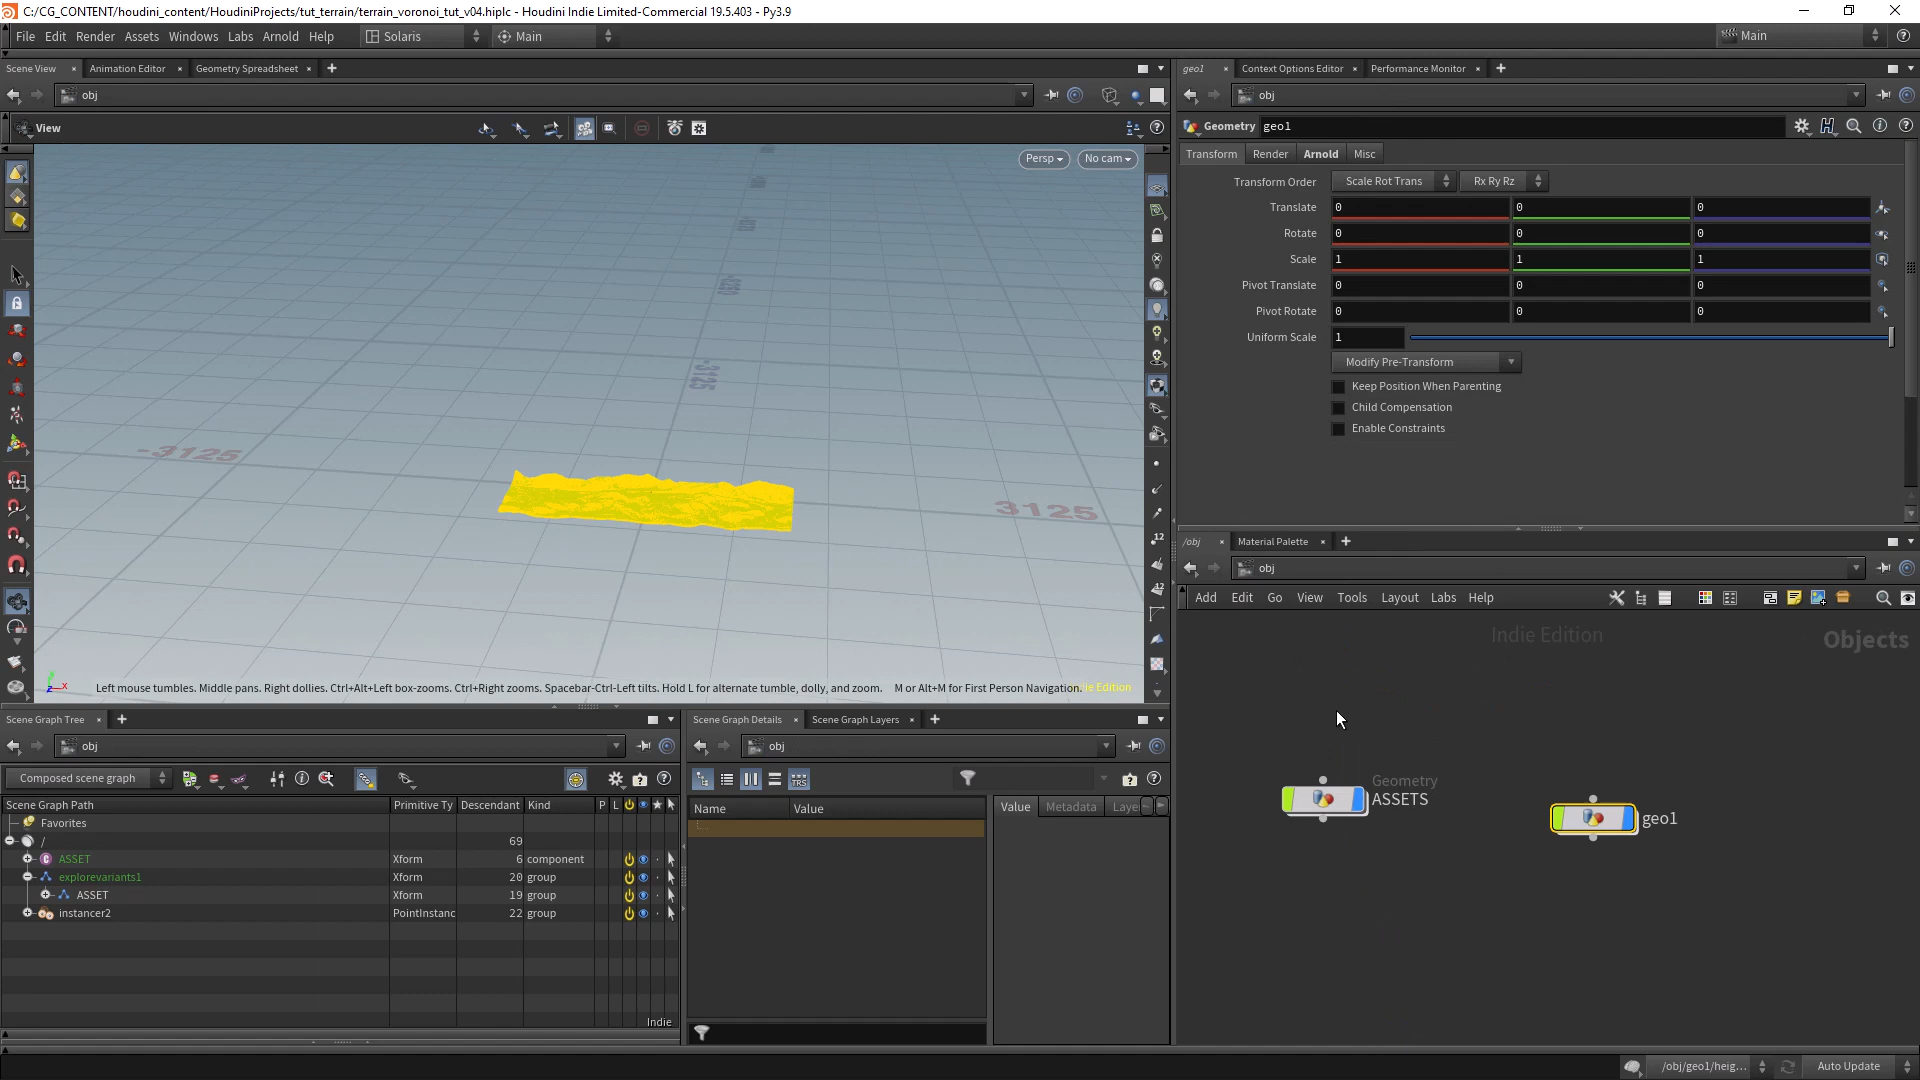 C:/CG_CONTENT/houdini_content/HoudiniProjects/tut_terrain/terrain_voronoi_tut_v04.hiplc - Houdini Indie Limited-Commercial 19.5.403 - Py3.9
File Edit Render Assets Windows Labs Arnold Help Solaris Main Main
Scene View Animation Editor Geometry Spreadsheet
obj
View
Persp No cam
-3125
3125
-3125
Left mouse tumbles. Middle pans. Right dollies. Ctrl+Alt+Left box-zooms. Ctrl+Right zooms. Spacebar-Ctrl-Left tilts. Hold L for alternate tumble, dolly, and zoom. M or Alt+M for First Person Navigation. Edition
geo1 Context Options Editor Performance Monitor
obj
Geometry geo1
Transform Render Arnold Misc
Transform Order Scale Rot Trans Rx Ry Rz
Translate 0 0 0
Rotate 0 0 0
Scale 1 1 1
Pivot Translate 0 0 0
Pivot Rotate 0 0 0
Uniform Scale 1
Modify Pre-Transform
Keep Position When Parenting
Child Compensation
Enable Constraints
/obj Material Palette
obj
Add Edit Go View Tools Layout Labs Help
Indie Edition
Objects
Geometry
ASSETS
geo1
Scene Graph Tree
obj
Composed scene graph
Scene Graph Path Primitive Ty Descendant Kind P L
Favorites
/ 69
ASSET Xform 6 component
explorevariants1 Xform 20 group
ASSET Xform 19 group
instancer2 PointInstanc 22 group
Indie
Scene Graph Details Scene Graph Layers
obj
Name Value
Value Metadata Laye
/obj/geo1/heig... Auto Update